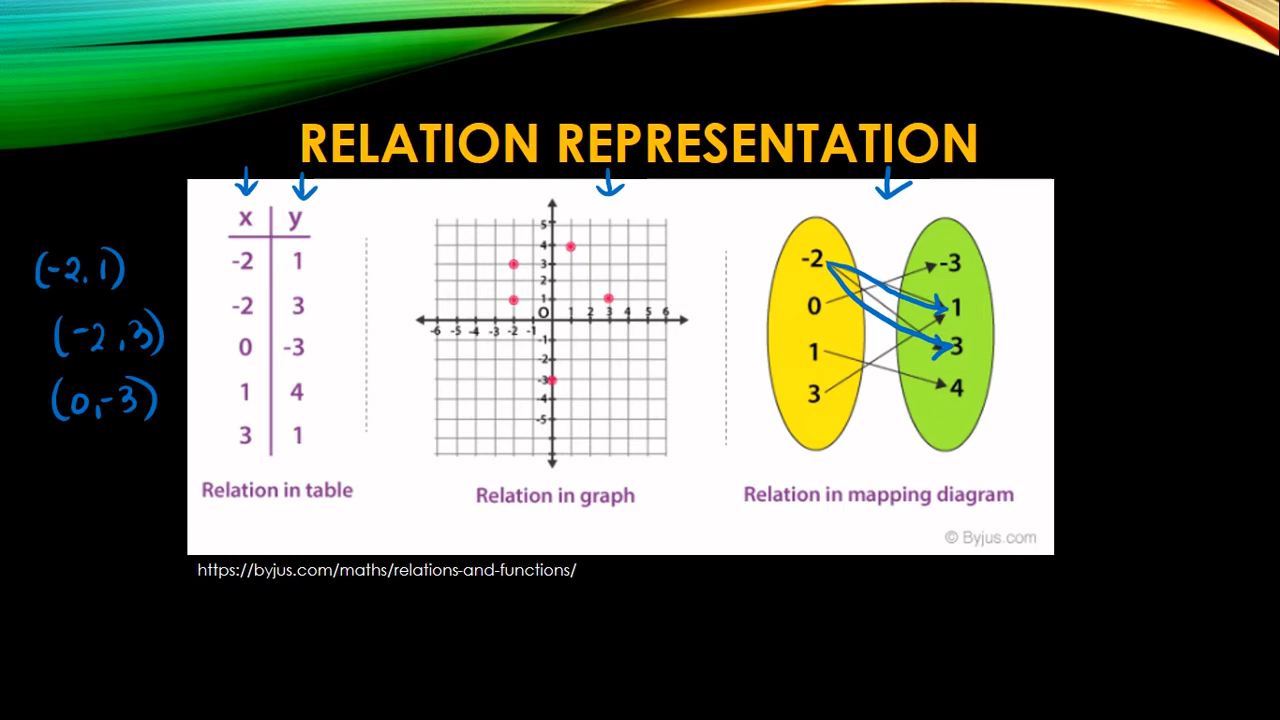 RELATION REPRESENTATION
x y
-2 1
-2 3
0 -3
1 4
3 1
Relation in table
(-2, 1)
(-2, 3)
(0, -3)
5
4
3
2
1
O
-6 -5 -4 -3 -2 -1 1 2 3 4 5 6
-1
-2
-3
-4
-5
Relation in graph
-2 -3
0 1
1 3
3 4
Relation in mapping diagram
© Byjus.com
https://byjus.com/maths/relations-and-functions/